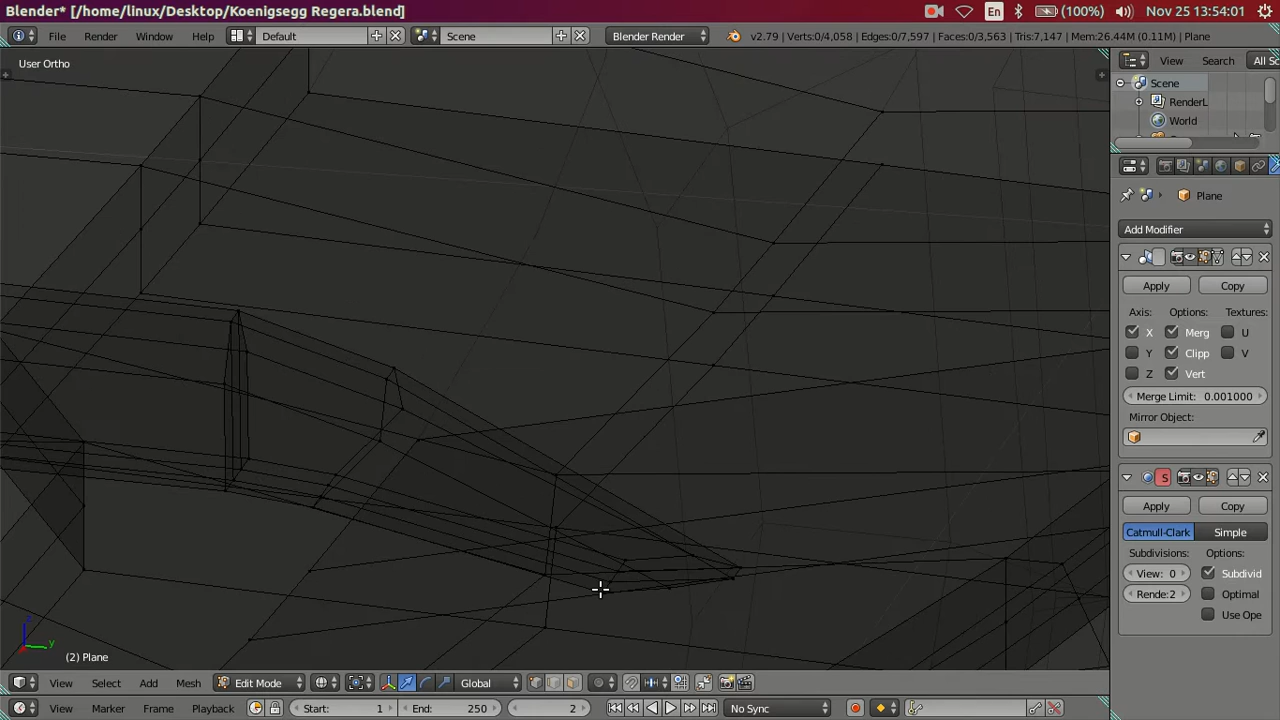 Blender* [/home/linux/Desktop/Koenigsegg Regera.blend]
En (100%) Nov 25 13:54:01
File Render Window Help Default Scene Blender Render v2.79 | Verts:0/4,058 | Edges:0/7,597 | Faces:0/3,563 | Tris:7,147 | Mem:26.44M (0.11M) | Plane
User Ortho
View Search All Sc
Scene
RenderL
World
Plane
Add Modifier
Apply Copy
Axis: Options: Textures:
X Merg U
Y Clipp V
Z Vert
Merge Limit: 0.001000
Mirror Object:
S
Apply Copy
Catmull-Clark Simple
Subdivisions: Options:
View: 0 Subdivid
Rende:2 Optimal
Use Ope
z
y
(2) Plane
View Select Add Mesh Edit Mode Global
View Marker Frame Playback Start: 1 End: 250 2 No Sync